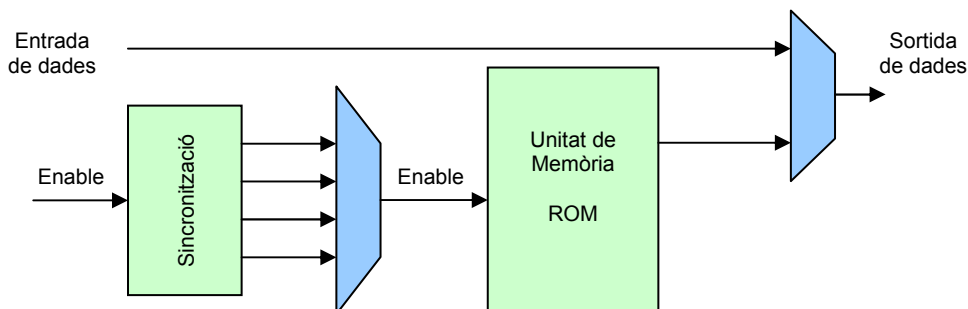 Entrada
de dades
Sortida
de dades
Enable
Sincronització
Enable
Unitat de
Memòria
ROM